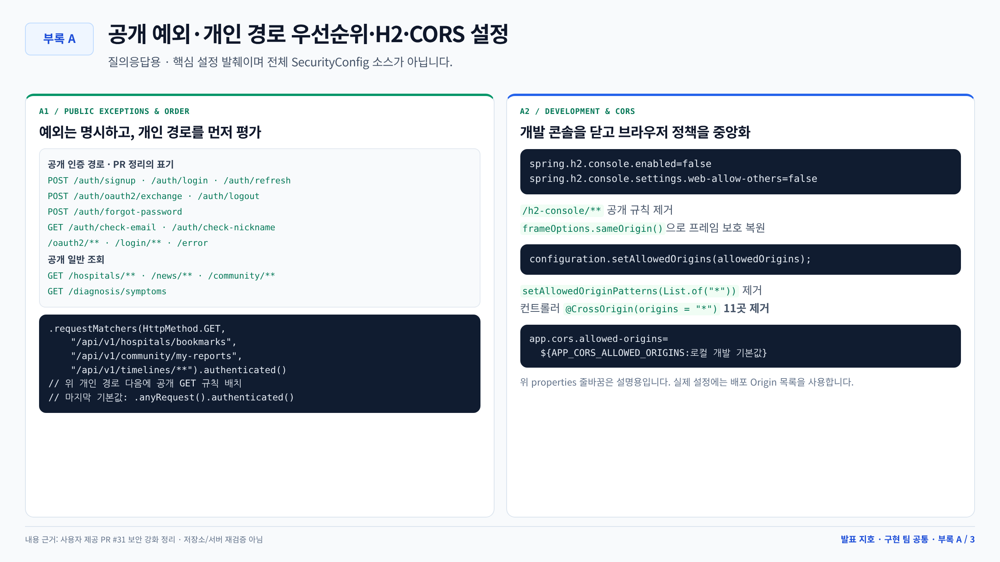 부록 A
공개 예외·개인 경로 우선순위·H2·CORS 설정
질의응답용 · 핵심 설정 발췌이며 전체 SecurityConfig 소스가 아닙니다.
A1 / PUBLIC EXCEPTIONS & ORDER
예외는 명시하고, 개인 경로를 먼저 평가
공개 인증 경로 · PR 정리의 표기
POST /auth/signup · /auth/login · /auth/refresh
POST /auth/oauth2/exchange · /auth/logout
POST /auth/forgot-password
GET /auth/check-email · /auth/check-nickname
/oauth2/** · /login/** · /error
공개 일반 조회
GET /hospitals/** · /news/** · /community/**
GET /diagnosis/symptoms
.requestMatchers(HttpMethod.GET,
    "/api/v1/hospitals/bookmarks",
    "/api/v1/community/my-reports",
    "/api/v1/timelines/**").authenticated()
// 위 개인 경로 다음에 공개 GET 규칙 배치
// 마지막 기본값: .anyRequest().authenticated()
A2 / DEVELOPMENT & CORS
개발 콘솔을 닫고 브라우저 정책을 중앙화
spring.h2.console.enabled=false
spring.h2.console.settings.web-allow-others=false
/h2-console/** 공개 규칙 제거
frameOptions.sameOrigin()으로 프레임 보호 복원
configuration.setAllowedOrigins(allowedOrigins);
setAllowedOriginPatterns(List.of("*")) 제거
컨트롤러 @CrossOrigin(origins = "*") 11곳 제거
app.cors.allowed-origins=
  ${APP_CORS_ALLOWED_ORIGINS:로컬 개발 기본값}
위 properties 줄바꿈은 설명용입니다. 실제 설정에는 배포 Origin 목록을 사용합니다.
내용 근거: 사용자 제공 PR #31 보안 강화 정리 · 저장소/서버 재검증 아님
발표 지호 · 구현 팀 공통 · 부록 A / 3